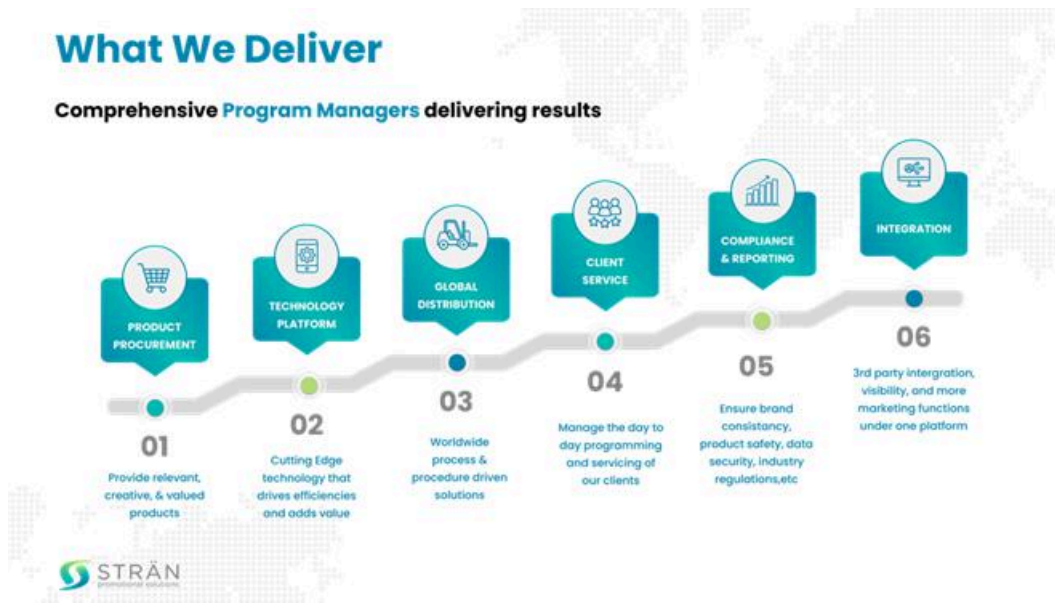 What We Deliver
Comprehensive Program Managers delivering results
PRODUCT
PROCUREMENT
01
Provide relevant,
creative, & valued
products
TECHNOLOGY
PLATFORM
02
Cutting Edge
technology that
drives efficiencies
and adds value
GLOBAL
DISTRIBUTION
03
Worldwide
process &
procedure driven
solutions
CLIENT
SERVICE
04
Manage the day to
day programming
and servicing of
our clients
COMPLIANCE
& REPORTING
05
Ensure brand
consistancy,
product safety, data
security, industry
regulations,etc
INTEGRATION
06
3rd party intergration,
visibility, and more
marketing functions
under one platform
STRÄN
promotional solutions